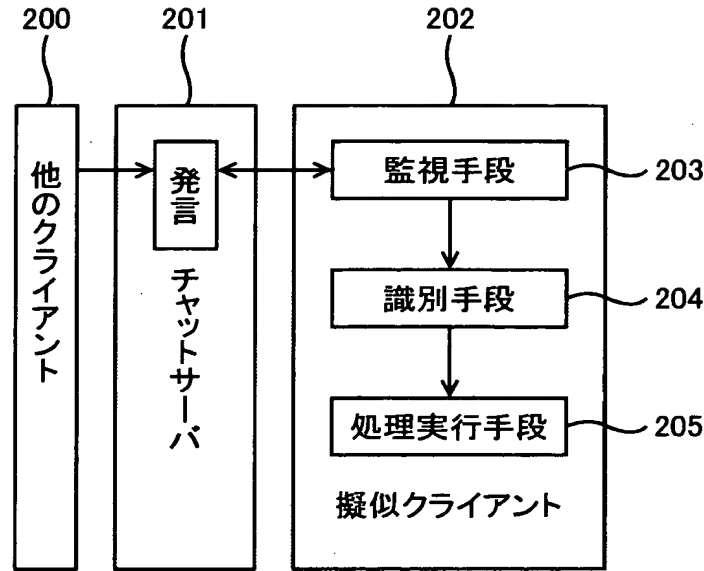 200
201
202
他のクライアント
発言
チャットサーバ
監視手段
203
識別手段
204
処理実行手段
205
擬似クライアント